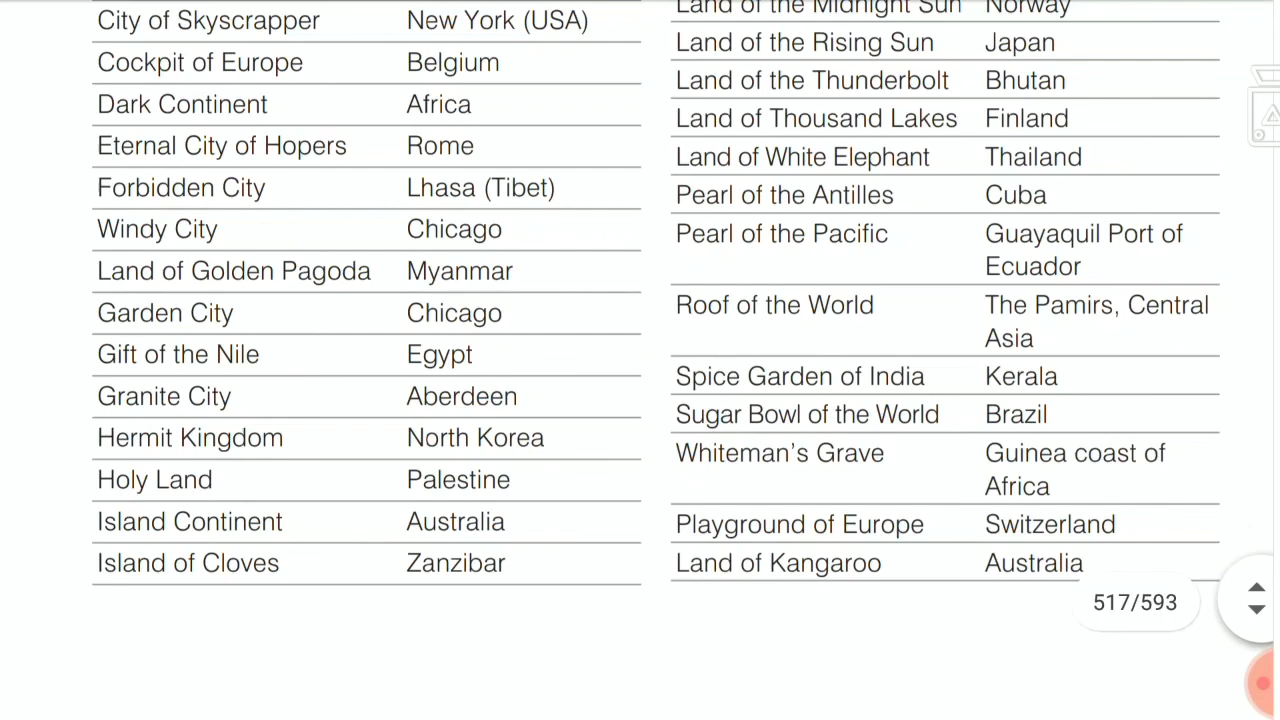 City of Skyscrapper New York (USA)
Cockpit of Europe Belgium
Dark Continent Africa
Eternal City of Hopers Rome
Forbidden City Lhasa (Tibet)
Windy City Chicago
Land of Golden Pagoda Myanmar
Garden City Chicago
Gift of the Nile Egypt
Granite City Aberdeen
Hermit Kingdom North Korea
Holy Land Palestine
Island Continent Australia
Island of Cloves Zanzibar
Land of the Midnight Sun Norway
Land of the Rising Sun Japan
Land of the Thunderbolt Bhutan
Land of Thousand Lakes Finland
Land of White Elephant Thailand
Pearl of the Antilles Cuba
Pearl of the Pacific Guayaquil Port of
Ecuador
Roof of the World The Pamirs, Central
Asia
Spice Garden of India Kerala
Sugar Bowl of the World Brazil
Whiteman's Grave Guinea coast of
Africa
Playground of Europe Switzerland
Land of Kangaroo Australia
517/593